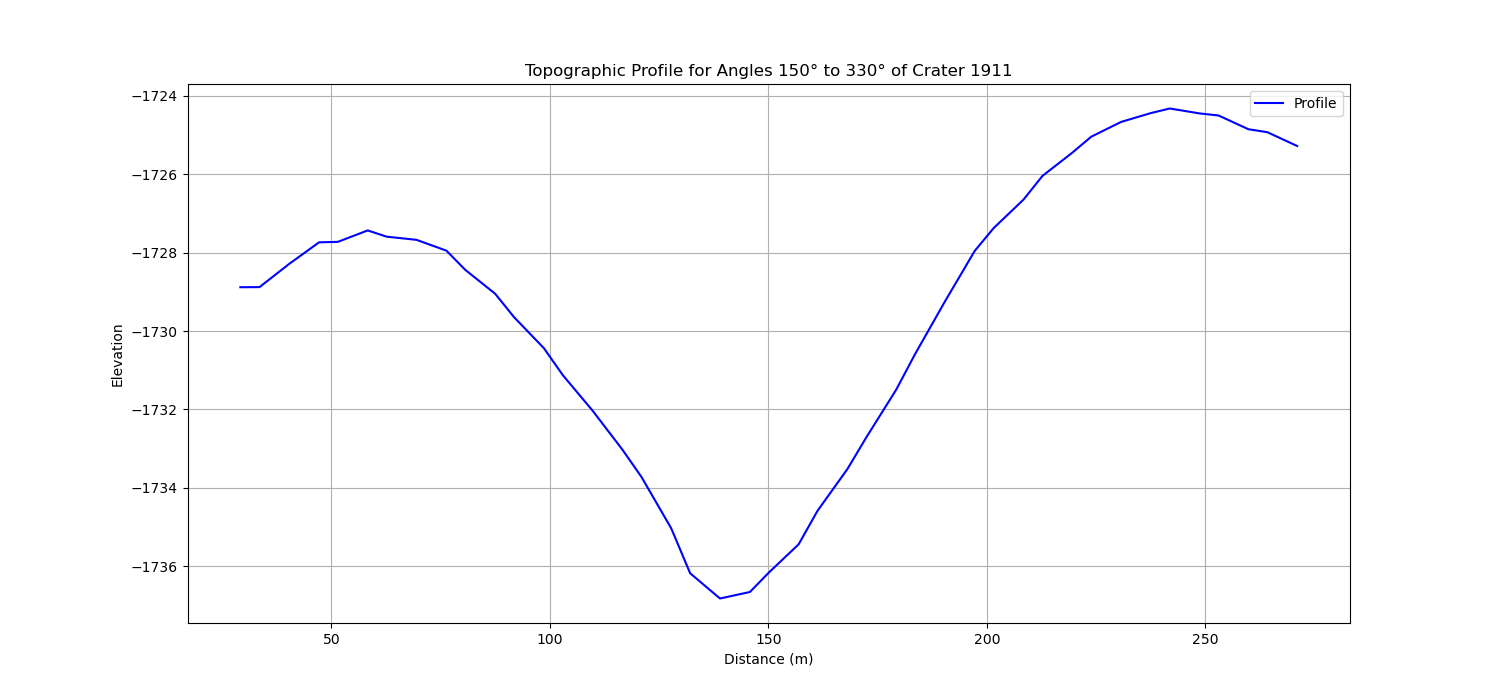 Topographic Profile for Angles 150° to 330° of Crater 1911
Profile
−1724
−1726
−1728
−1730
−1732
−1734
−1736
Elevation
50 100 150 200 250
Distance (m)